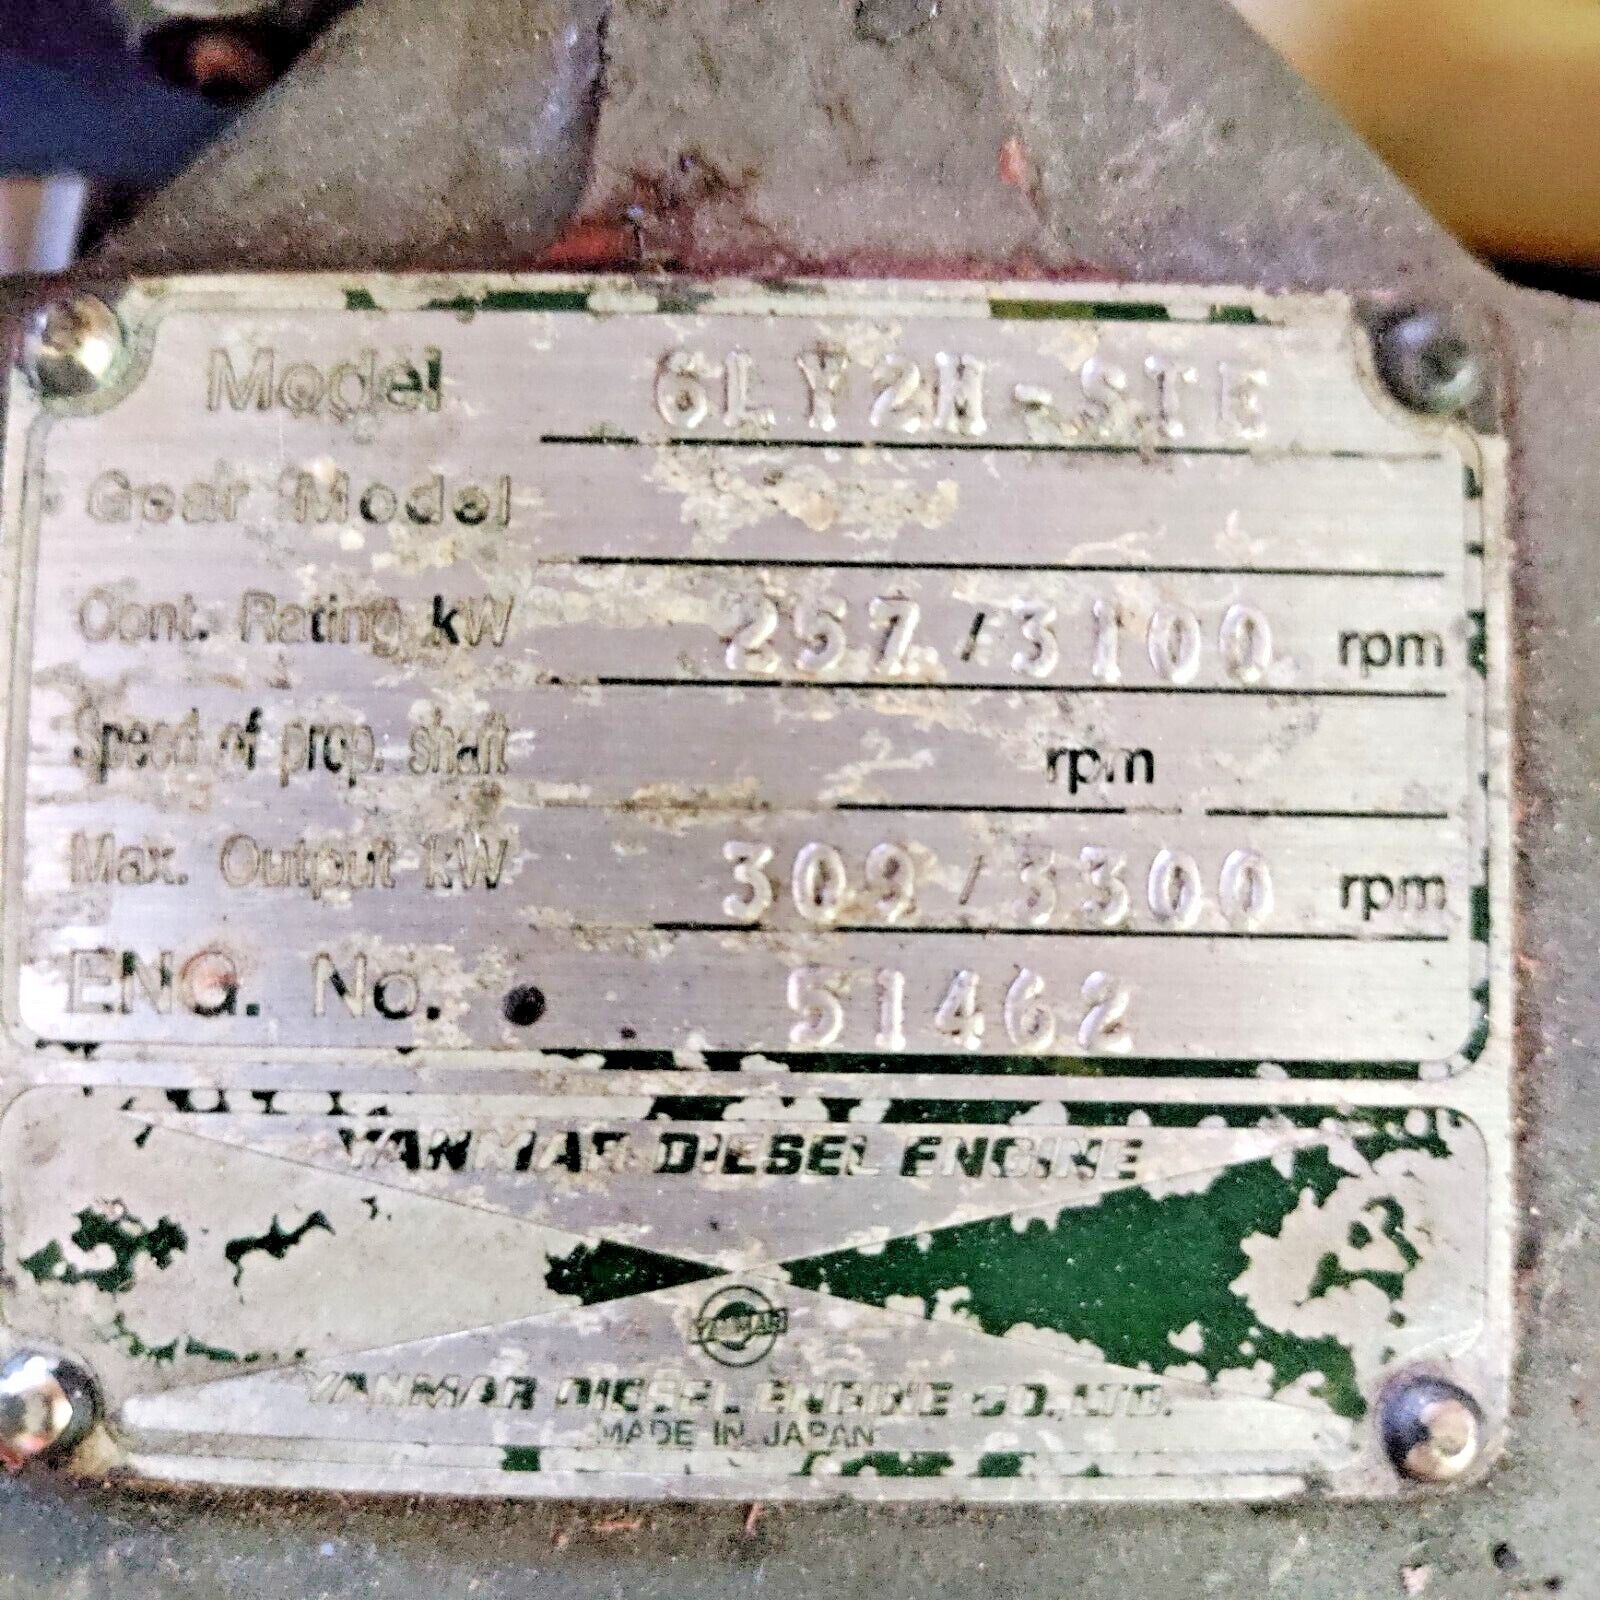 Model 6LY2M-STE
Gear Model
Cont. Rating kW 257/3100 rpm
Speed of prop. shaft rpm
Max. Output kW 309/3300 rpm
ENG. No. 51462
YANMAR DIESEL ENGINE
YANMAR
YANMAR DIESEL ENGINE CO.,LTD.
MADE IN JAPAN